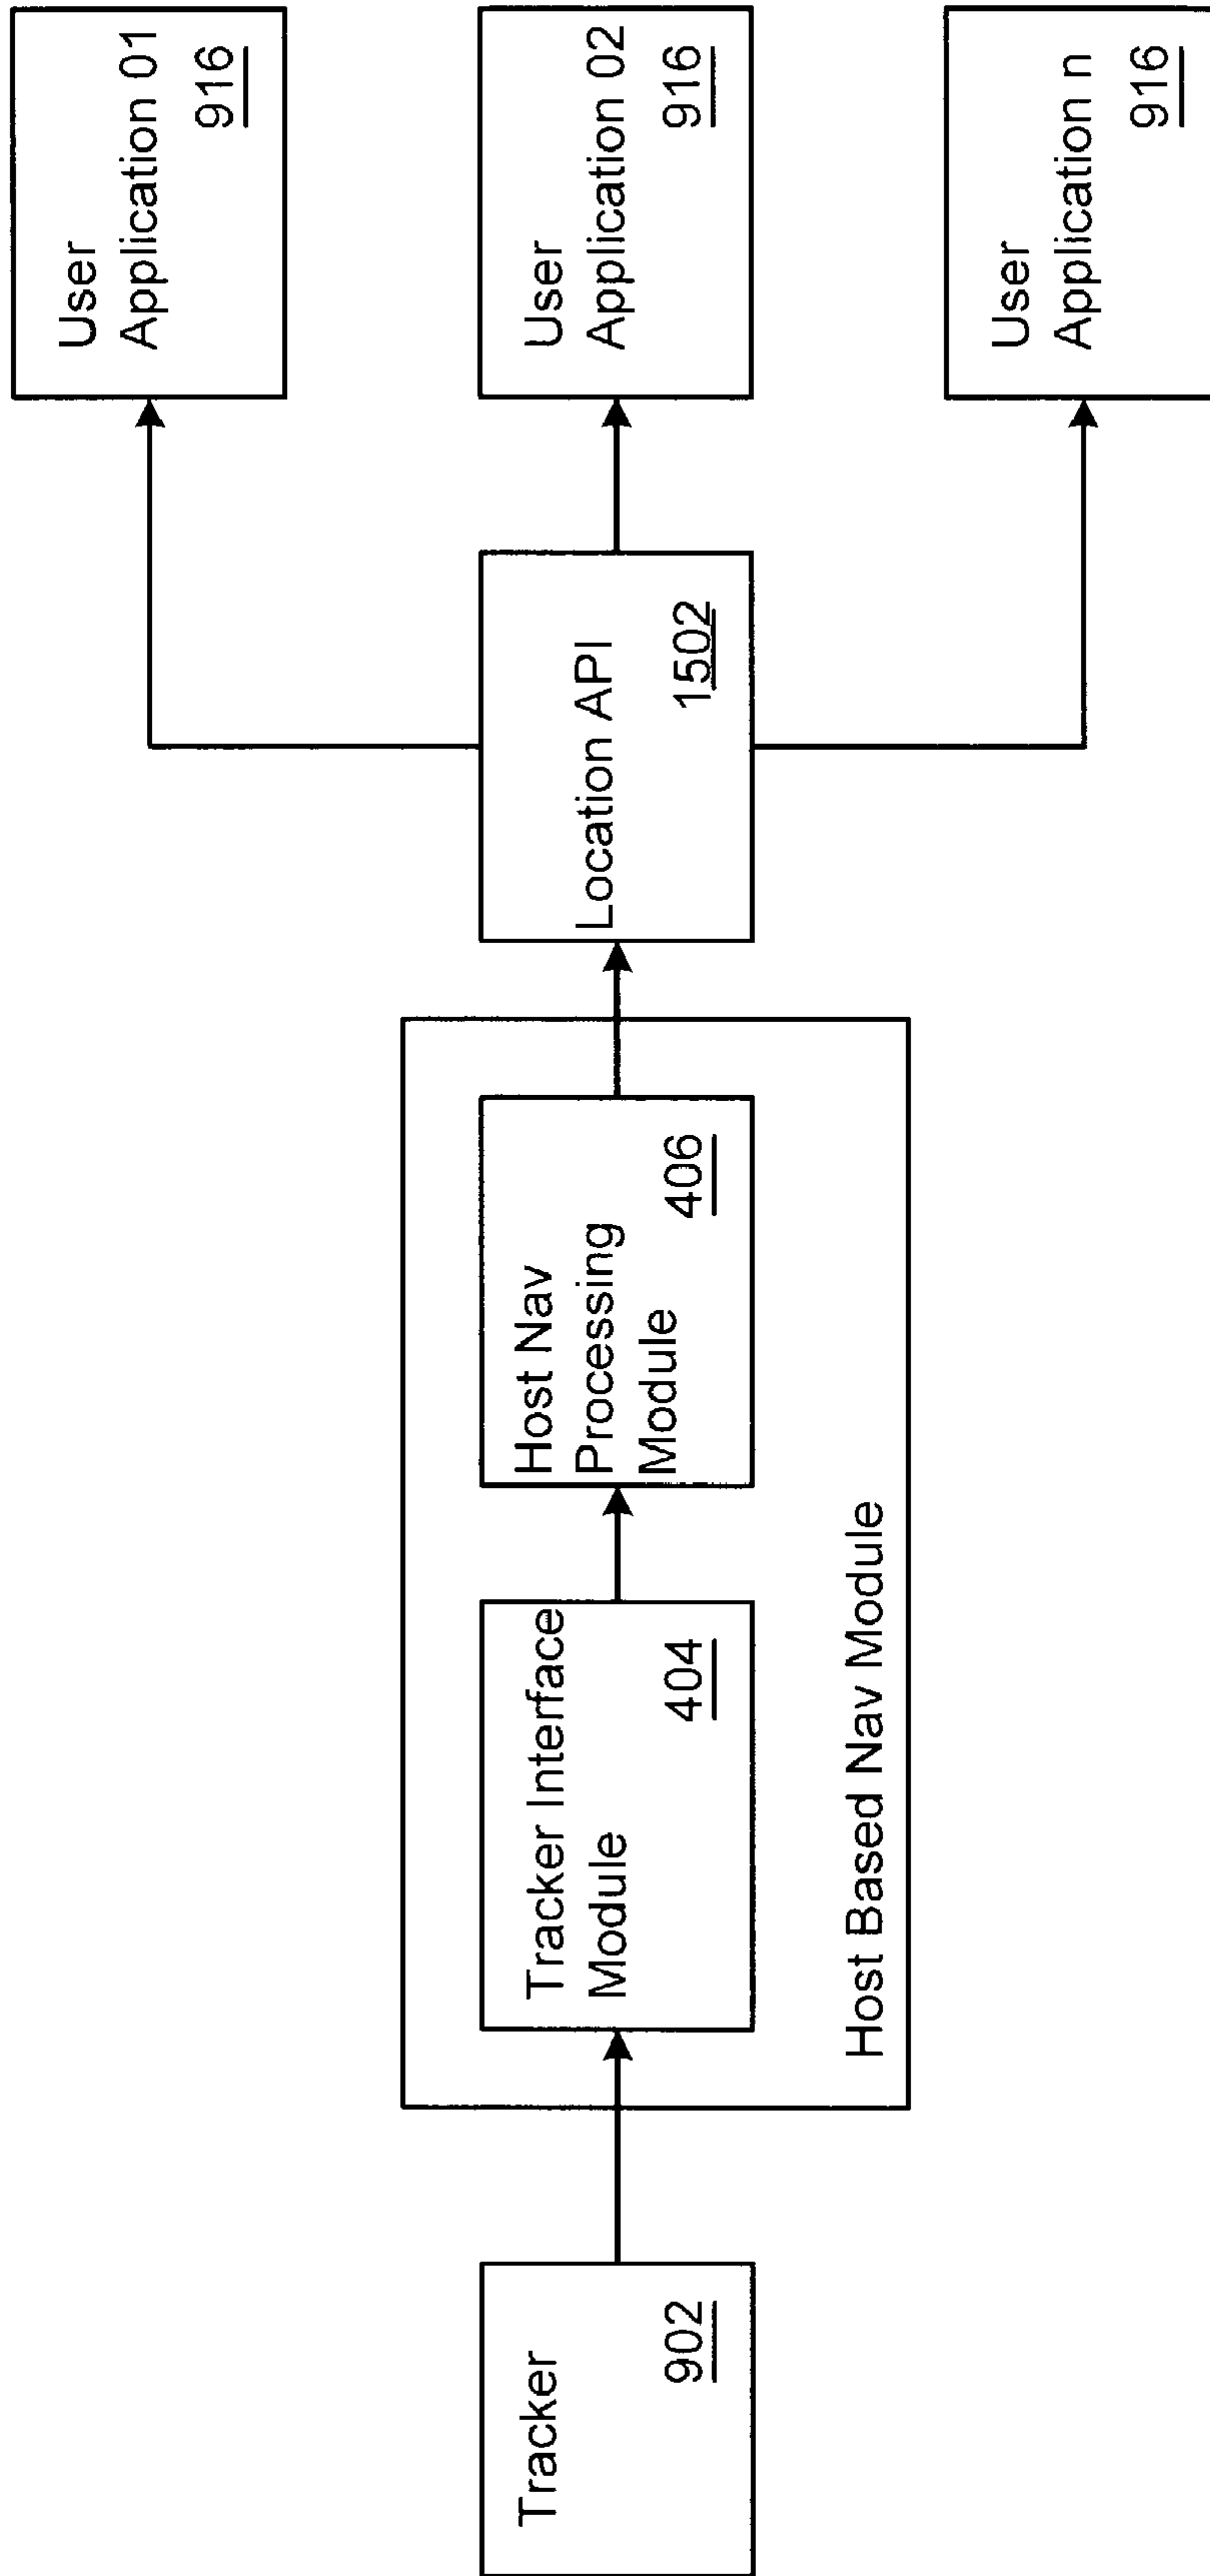 Tracker
902
Tracker Interface
Module
404
Host Nav
Processing
Module
406
Host Based Nav Module
Location API
1502
User
Application 01
916
User
Application 02
916
User
Application n
916